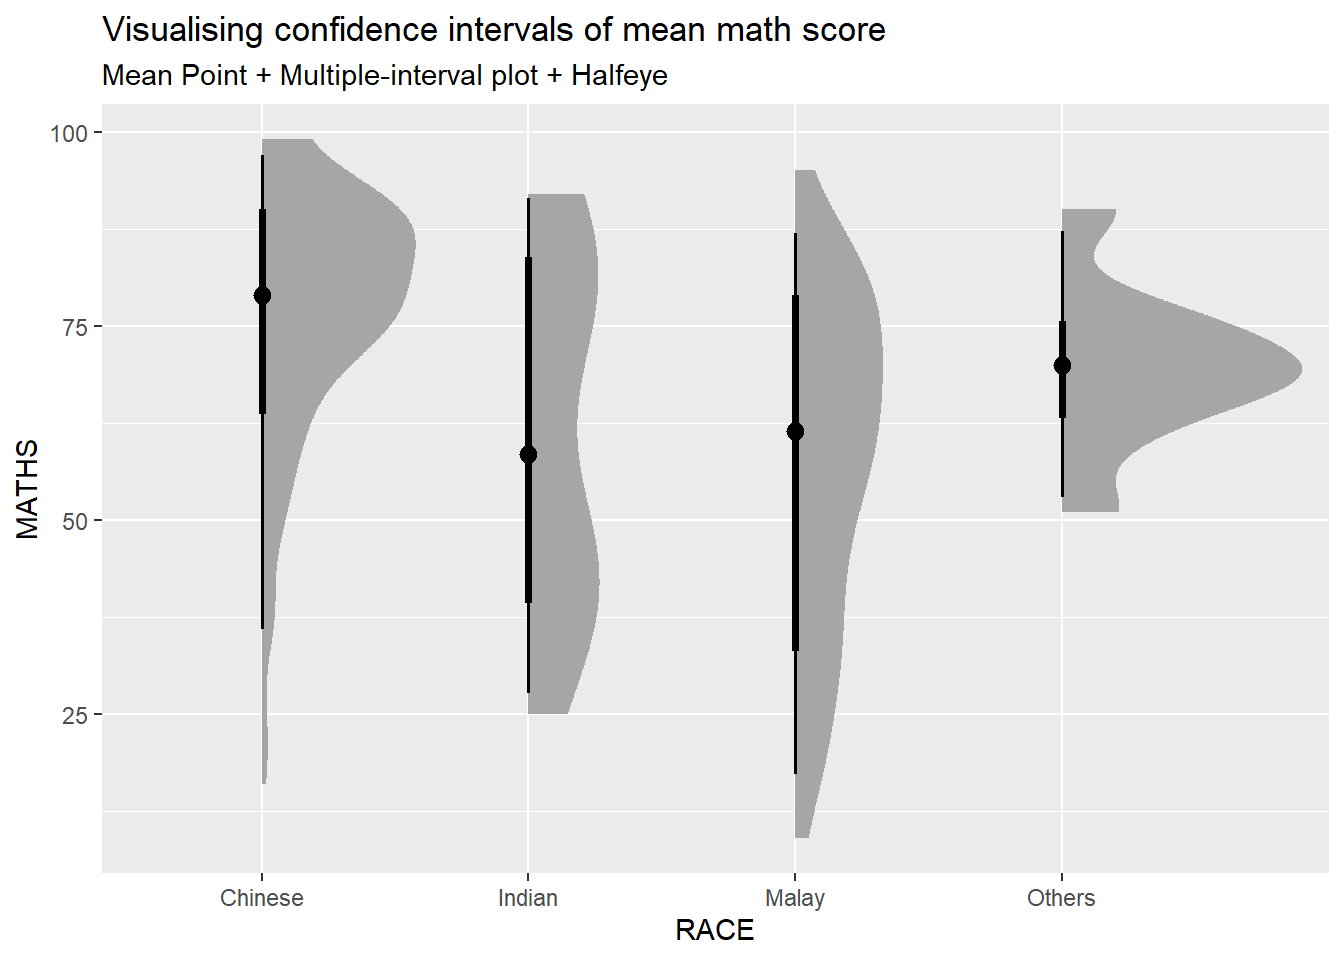 Visualising confidence intervals of mean math score
Mean Point + Multiple-interval plot + Halfeye
100
75
50
25
MATHS
Chinese Indian Malay Others
RACE